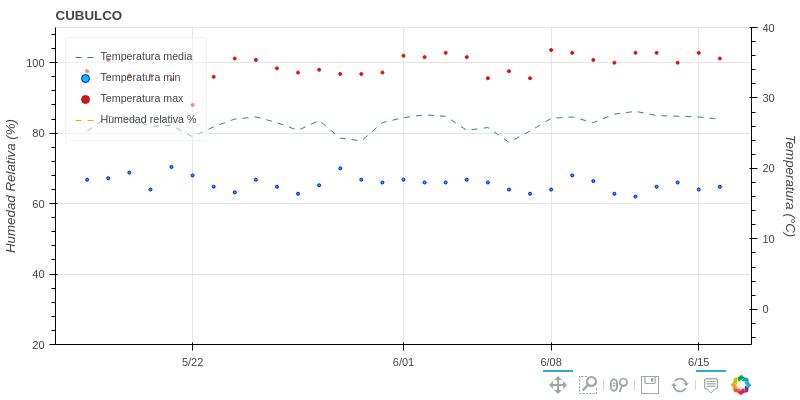 CUBULCO
Temperatura media
Temperatura min
Temperatura max
Humedad relativa %
Humedad Relativa (%)
100
80
60
40
20
Temperatura (°C)
40
30
20
10
0
5/22
6/01
6/08
6/15